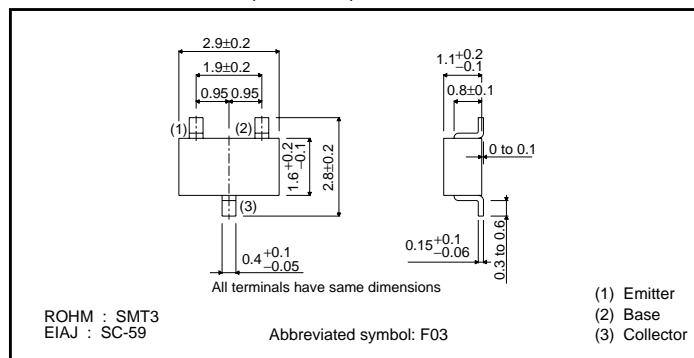 2.9±0.2
1.9±0.2
0.95 0.95
(1)
(2)
(3)
1.6 +0.2 −0.1
2.8±0.2
0.4 +0.1 −0.05
All terminals have same dimensions
1.1 +0.2 −0.1
0.8±0.1
0 to 0.1
0.15 +0.1 −0.06
0.3 to 0.6
ROHM : SMT3
EIAJ : SC-59
Abbreviated symbol: F03
(1) Emitter
(2) Base
(3) Collector